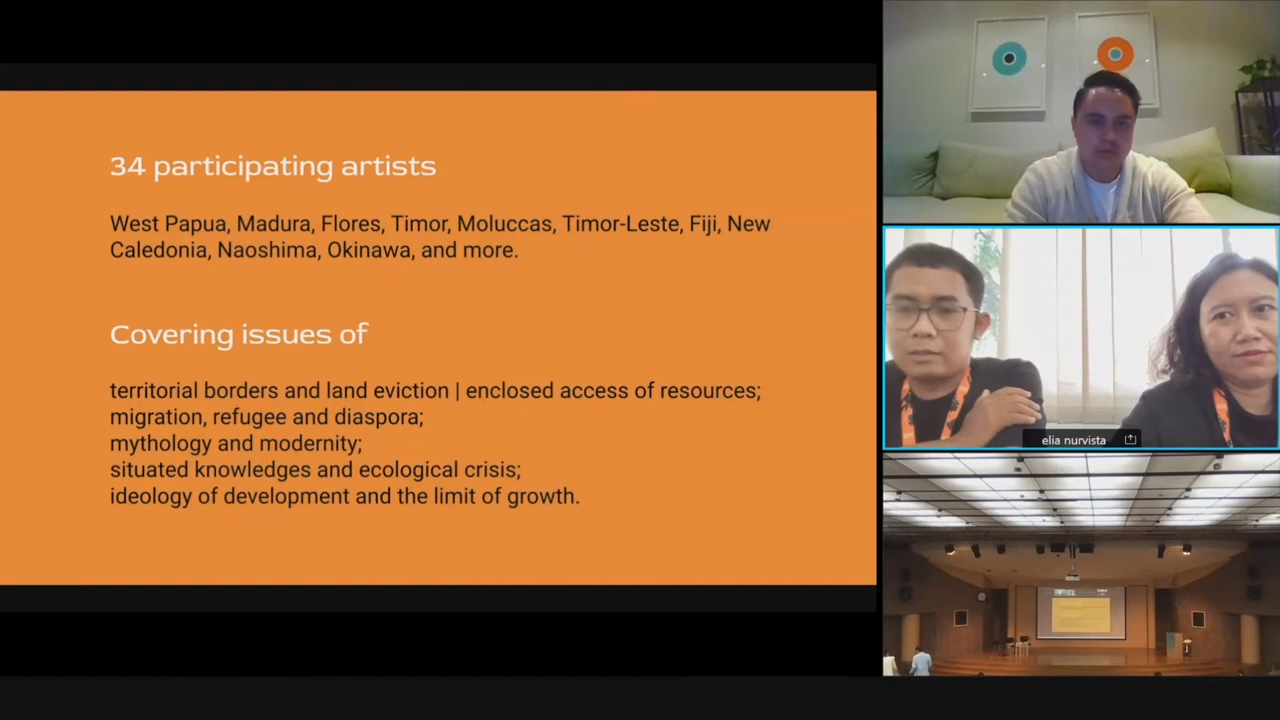 34 participating artists
West Papua, Madura, Flores, Timor, Moluccas, Timor-Leste, Fiji, New
Caledonia, Naoshima, Okinawa, and more.
Covering issues of
territorial borders and land eviction | enclosed access of resources;
migration, refugee and diaspora;
mythology and modernity;
situated knowledges and ecological crisis;
ideology of development and the limit of growth.
elia nurvista